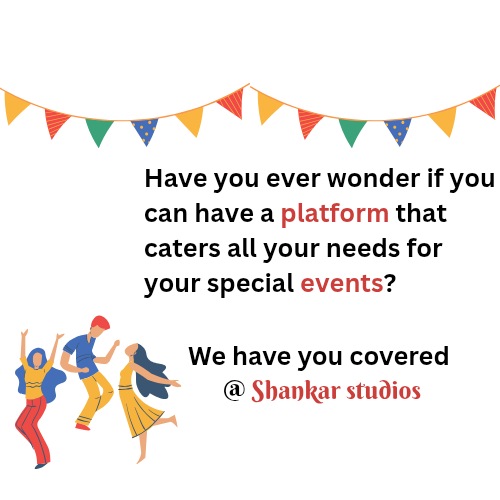 Have you ever wonder if you
can have a platform that
caters all your needs for
your special events?
We have you covered
@ Shankar studios